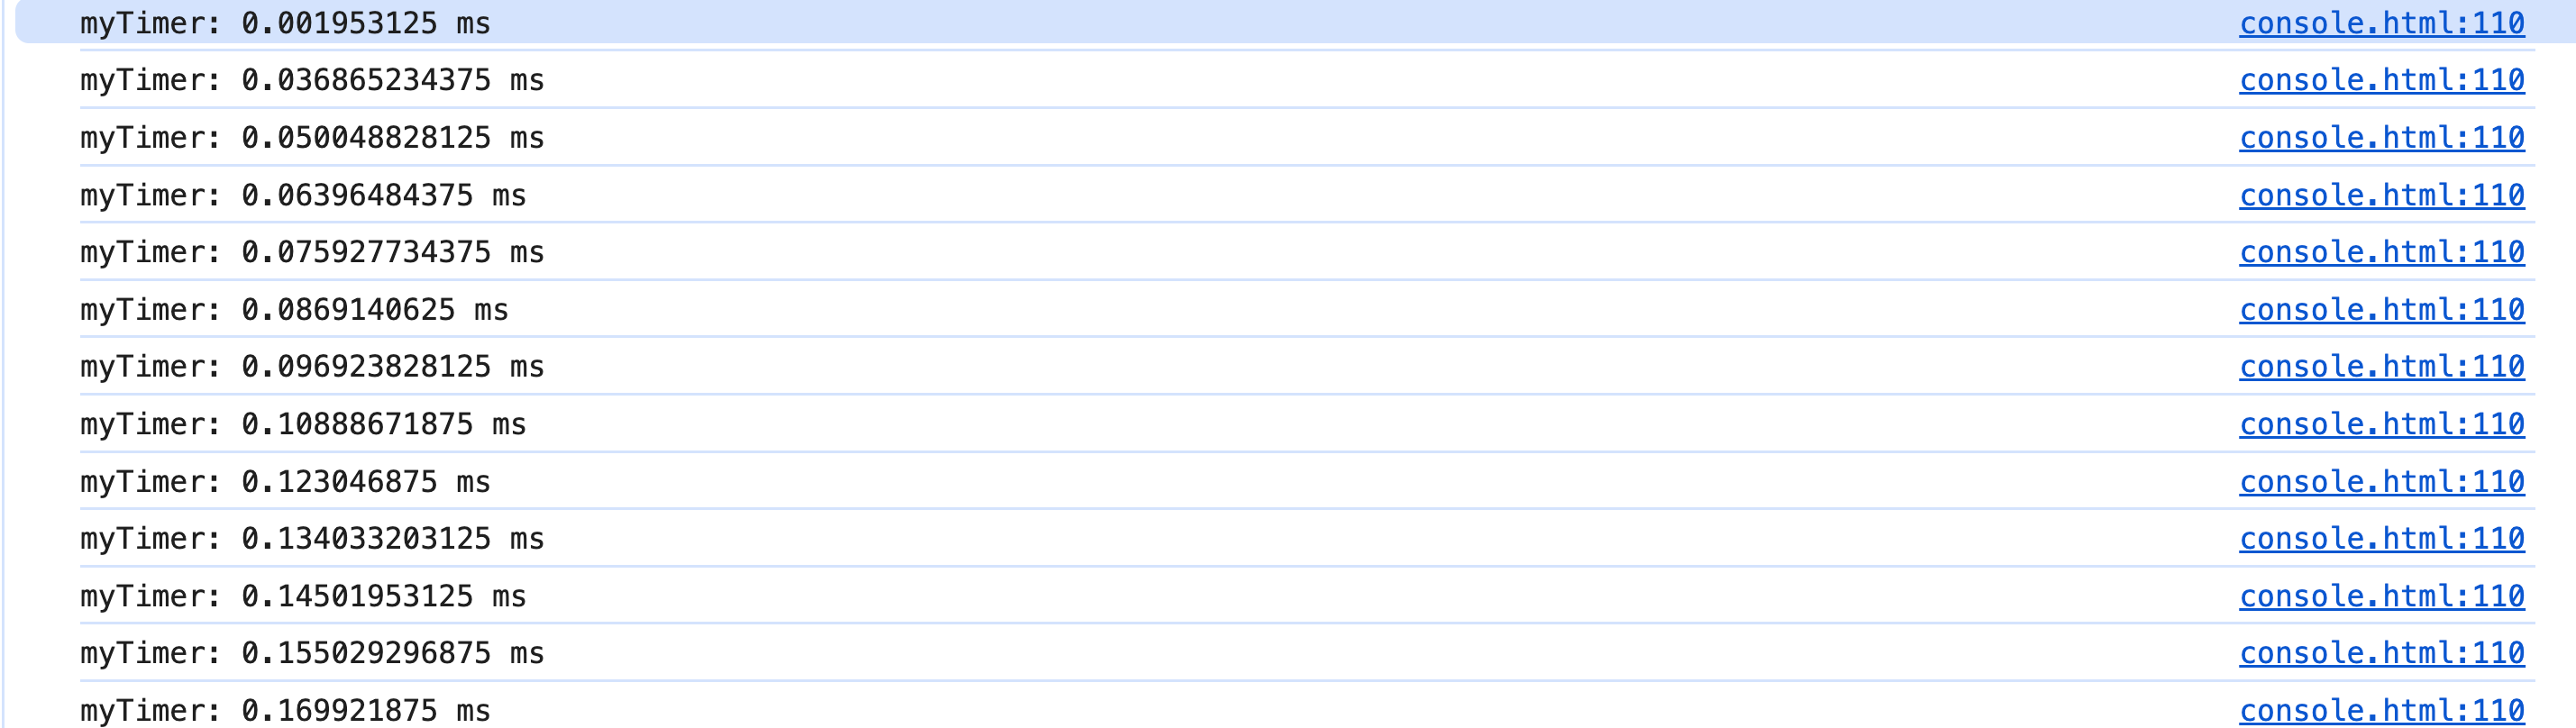 myTimer: 0.001953125 ms console.html:110
myTimer: 0.036865234375 ms console.html:110
myTimer: 0.050048828125 ms console.html:110
myTimer: 0.06396484375 ms console.html:110
myTimer: 0.075927734375 ms console.html:110
myTimer: 0.0869140625 ms console.html:110
myTimer: 0.096923828125 ms console.html:110
myTimer: 0.10888671875 ms console.html:110
myTimer: 0.123046875 ms console.html:110
myTimer: 0.134033203125 ms console.html:110
myTimer: 0.14501953125 ms console.html:110
myTimer: 0.155029296875 ms console.html:110
myTimer: 0.169921875 ms console.html:110